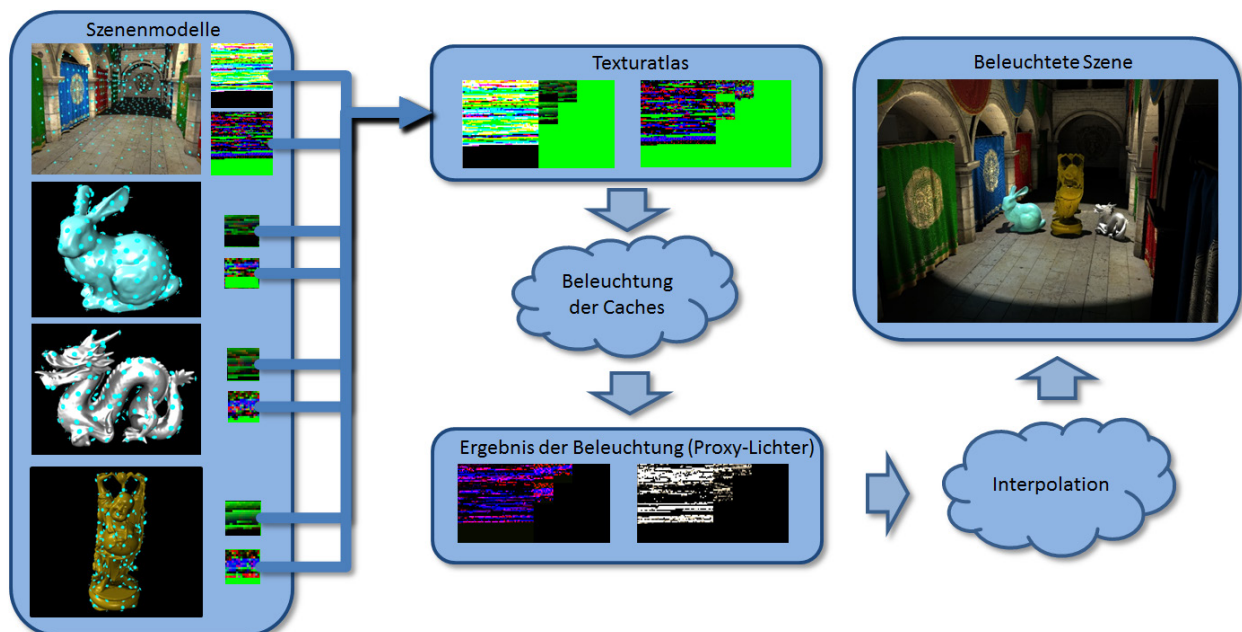 Szenenmodelle
Texturatlas
Beleuchtung
der Caches
Ergebnis der Beleuchtung (Proxy-Lichter)
Interpolation
Beleuchtete Szene